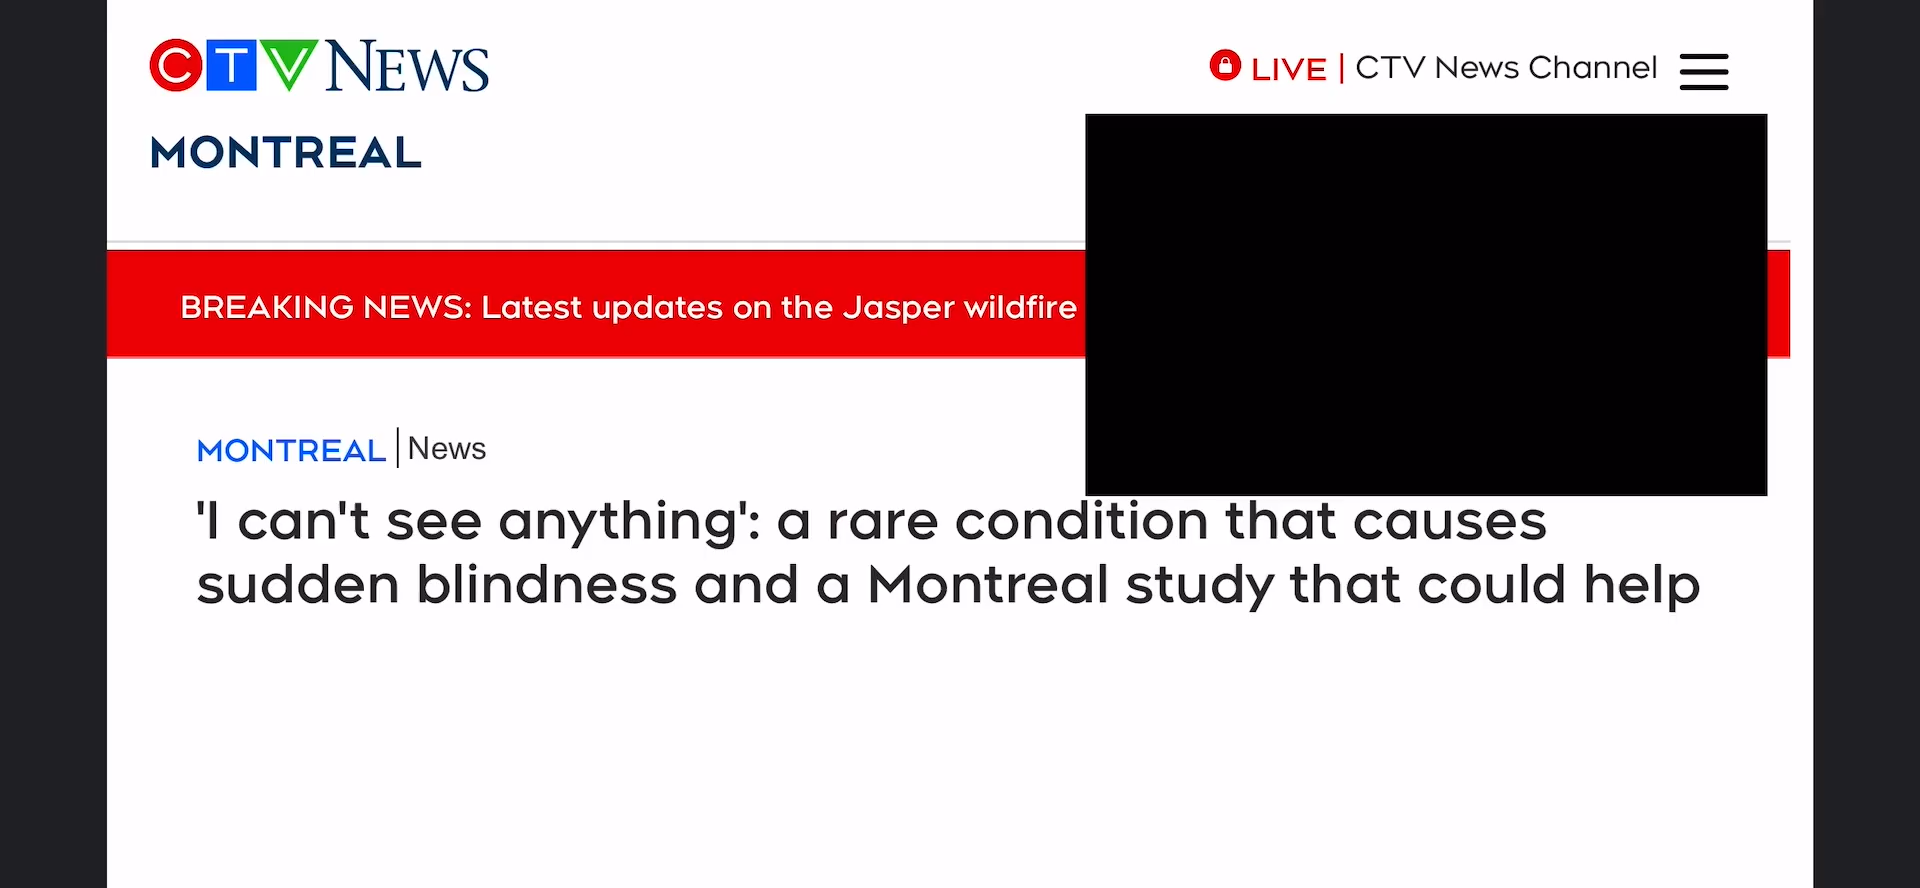 CTV NEWS
LIVE | CTV News Channel
MONTREAL
BREAKING NEWS: Latest updates on the Jasper wildfire
MONTREAL | News
'I can't see anything': a rare condition that causes
sudden blindness and a Montreal study that could help